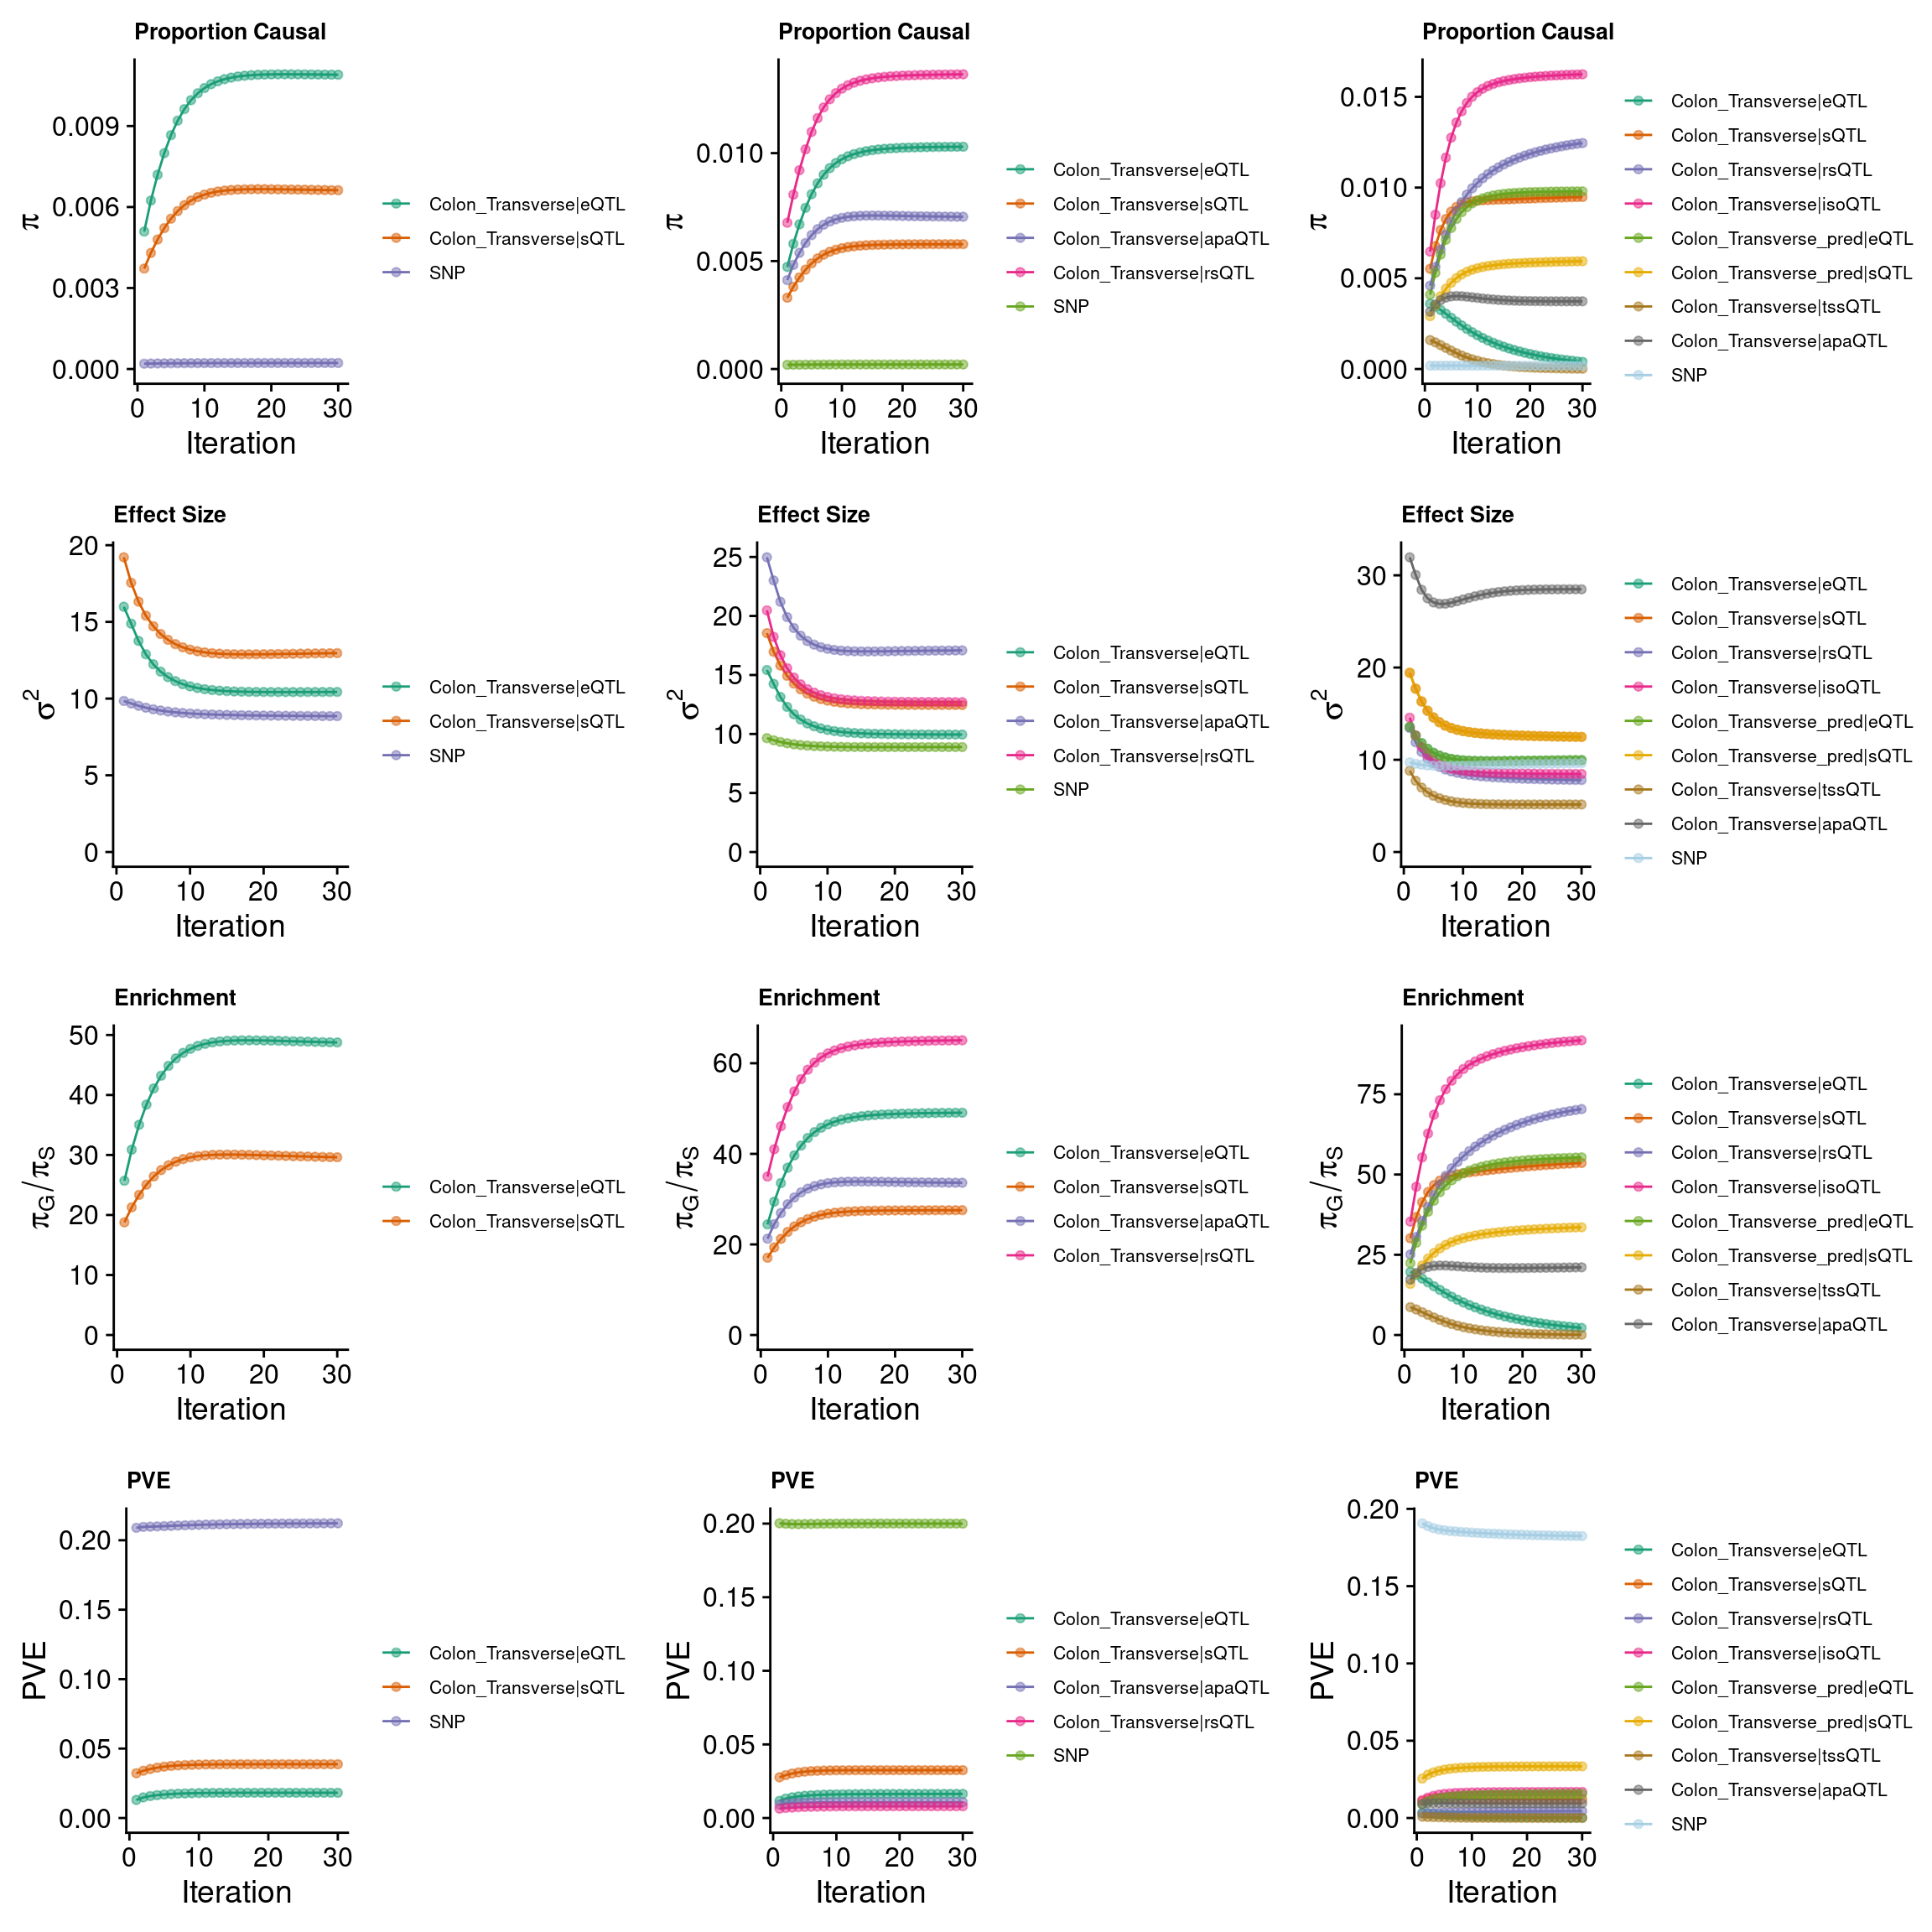 Proportion Causal
π
0.009
0.006
0.003
0.000
0 10 20 30
Iteration
Colon_Transverse|eQTL
Colon_Transverse|sQTL
SNP
Proportion Causal
π
0.010
0.005
0.000
0 10 20 30
Iteration
Colon_Transverse|eQTL
Colon_Transverse|sQTL
Colon_Transverse|apaQTL
Colon_Transverse|rsQTL
SNP
Proportion Causal
π
0.015
0.010
0.005
0.000
0 10 20 30
Iteration
Colon_Transverse|eQTL
Colon_Transverse|sQTL
Colon_Transverse|rsQTL
Colon_Transverse|isoQTL
Colon_Transverse_pred|eQTL
Colon_Transverse_pred|sQTL
Colon_Transverse|tssQTL
Colon_Transverse|apaQTL
SNP
Effect Size
σ²
20
15
10
5
0
0 10 20 30
Iteration
Colon_Transverse|eQTL
Colon_Transverse|sQTL
SNP
Effect Size
σ²
25
20
15
10
5
0
0 10 20 30
Iteration
Colon_Transverse|eQTL
Colon_Transverse|sQTL
Colon_Transverse|apaQTL
Colon_Transverse|rsQTL
SNP
Effect Size
σ²
30
20
10
0
0 10 20 30
Iteration
Colon_Transverse|eQTL
Colon_Transverse|sQTL
Colon_Transverse|rsQTL
Colon_Transverse|isoQTL
Colon_Transverse_pred|eQTL
Colon_Transverse_pred|sQTL
Colon_Transverse|tssQTL
Colon_Transverse|apaQTL
SNP
Enrichment
πG/πS
50
40
30
20
10
0
0 10 20 30
Iteration
Colon_Transverse|eQTL
Colon_Transverse|sQTL
Enrichment
πG/πS
60
40
20
0
0 10 20 30
Iteration
Colon_Transverse|eQTL
Colon_Transverse|sQTL
Colon_Transverse|apaQTL
Colon_Transverse|rsQTL
Enrichment
πG/πS
75
50
25
0
0 10 20 30
Iteration
Colon_Transverse|eQTL
Colon_Transverse|sQTL
Colon_Transverse|rsQTL
Colon_Transverse|isoQTL
Colon_Transverse_pred|eQTL
Colon_Transverse_pred|sQTL
Colon_Transverse|tssQTL
Colon_Transverse|apaQTL
PVE
PVE
0.20
0.15
0.10
0.05
0.00
0 10 20 30
Iteration
Colon_Transverse|eQTL
Colon_Transverse|sQTL
SNP
PVE
PVE
0.20
0.15
0.10
0.05
0.00
0 10 20 30
Iteration
Colon_Transverse|eQTL
Colon_Transverse|sQTL
Colon_Transverse|apaQTL
Colon_Transverse|rsQTL
SNP
PVE
PVE
0.20
0.15
0.10
0.05
0.00
0 10 20 30
Iteration
Colon_Transverse|eQTL
Colon_Transverse|sQTL
Colon_Transverse|rsQTL
Colon_Transverse|isoQTL
Colon_Transverse_pred|eQTL
Colon_Transverse_pred|sQTL
Colon_Transverse|tssQTL
Colon_Transverse|apaQTL
SNP